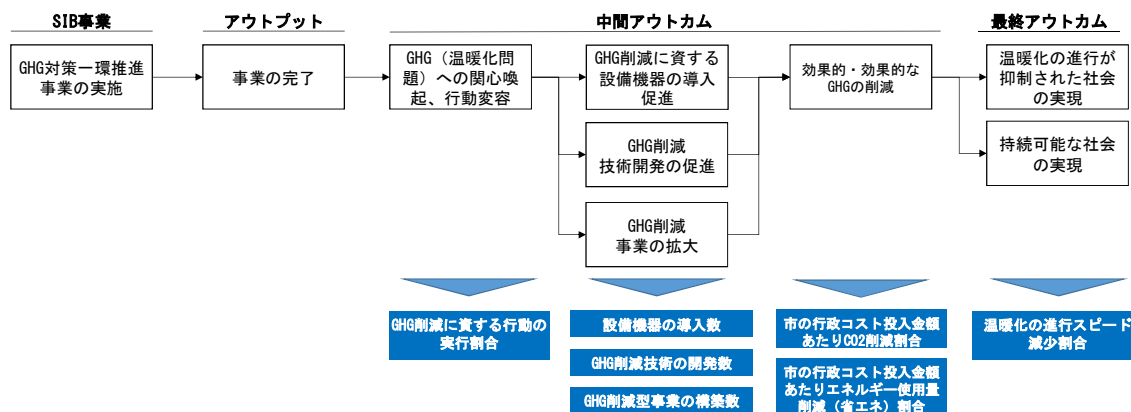 SIB事業
アウトプット
中間アウトカム
最終アウトカム
GHG対策一環推進
事業の実施
事業の完了
GHG（温暖化問
題）への関心喚
起、行動変容
GHG削減に資する
設備機器の導入
促進
GHG削減
技術開発の促進
GHG削減
事業の拡大
効果的・効果的な
GHGの削減
温暖化の進行が
抑制された社会
の実現
持続可能な社会
の実現
GHG削減に資する行動の
実行割合
設備機器の導入数
GHG削減技術の開発数
GHG削減型事業の構築数
市の行政コスト投入金額
あたりCO2削減割合
市の行政コスト投入金額
あたりエネルギー使用量
削減（省エネ）割合
温暖化の進行スピード
減少割合